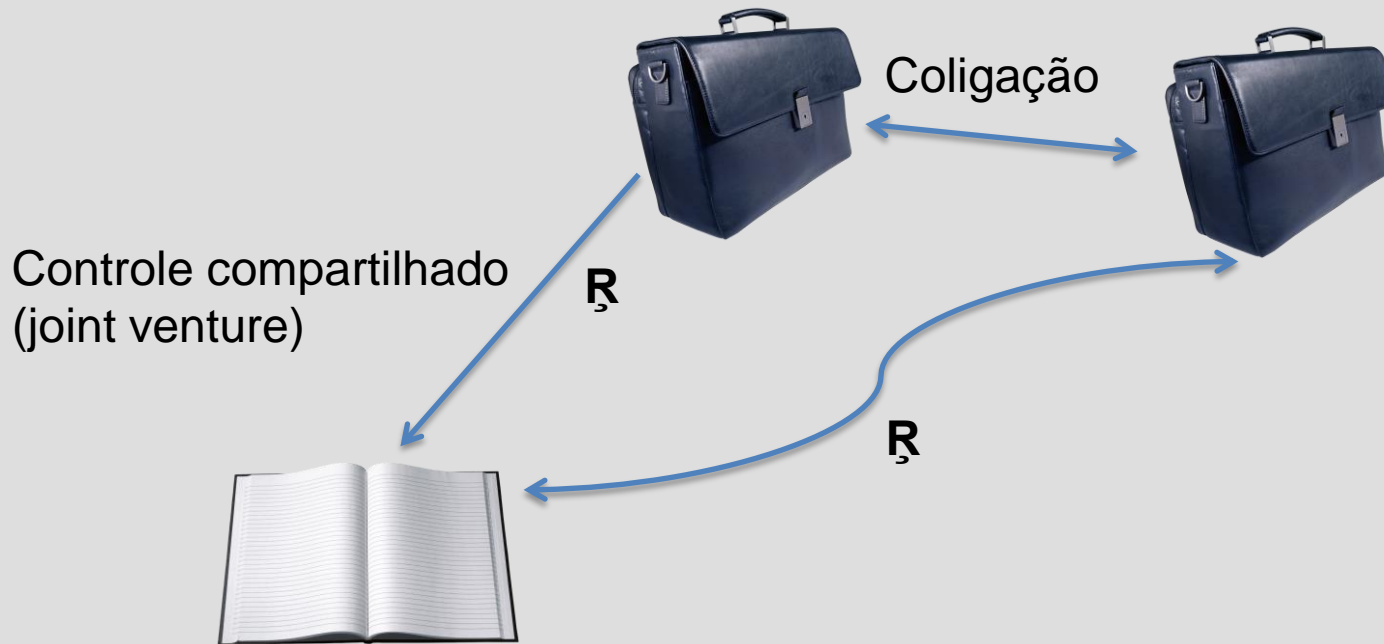 Coligação
Controle compartilhado
(joint venture)
Ŗ
Ŗ